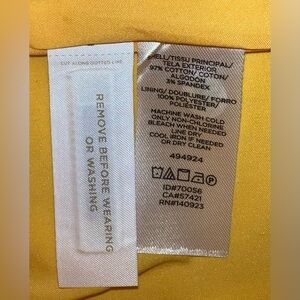 CUT ALONG DOTTED LINE
REMOVE BEFORE WEARING
OR WASHING
SHELL/TISSU PRINCIPAL/
TELA EXTERIOR
97% COTTON/ COTON/
ALGODON
3% SPANDEX
LINING/ DOUBLURE/ FORRO
100% POLYESTER/
POLIESTER
MACHINE WASH COLD
ONLY NON-CHLORINE
BLEACH WHEN NEEDED
LINE DRY
COOL IRON IF NEEDED
OR DRY CLEAN
494924
ID#70056
CA#57421
RN#140923